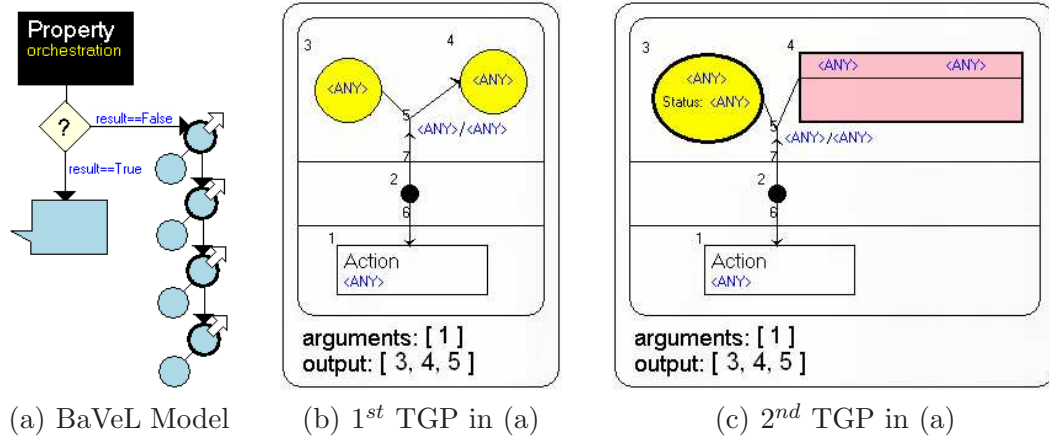 Property
orchestration
?
result==False
result==True
(a) BaVeL Model
3
4
<ANY>
<ANY>
5
<ANY>/<ANY>
7
2
6
1
Action
<ANY>
arguments: [ 1 ]
output: [ 3, 4, 5 ]
(b) 1st TGP in (a)
3
4
<ANY>
Status: <ANY>
<ANY> <ANY>
5
<ANY>/<ANY>
7
2
6
1
Action
<ANY>
arguments: [ 1 ]
output: [ 3, 4, 5 ]
(c) 2nd TGP in (a)